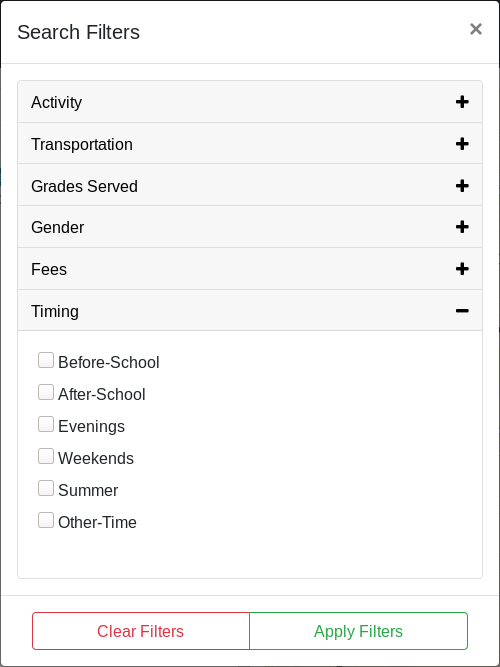 Search Filters ×
Activity
Transportation
Grades Served
Gender
Fees
Timing
Before-School
After-School
Evenings
Weekends
Summer
Other-Time
Clear Filters Apply Filters